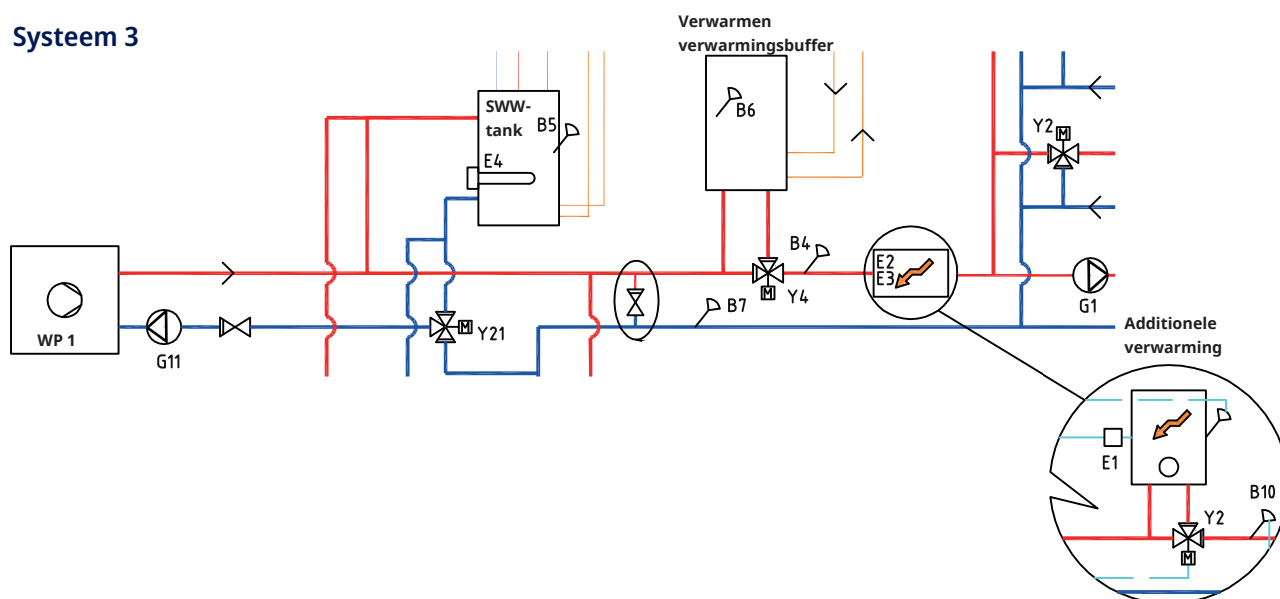 Systeem 3
Verwarmen
verwarmingsbuffer
SWW-
tank
B5
E4
B6
Y2
B4
E2
E3
Y4
G1
WP 1
G11
Y21
B7
Additionele
verwarming
E1
B10
Y2
M
M
M
M